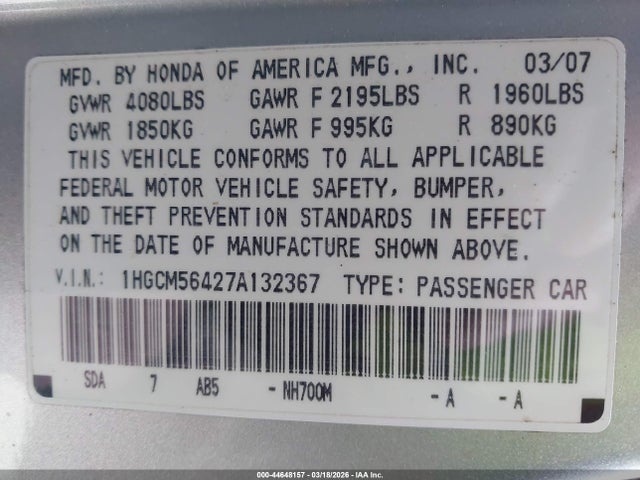 MFD. BY HONDA OF AMERICA MFG., INC. 03/07
GVWR 4080LBS GAWR F 2195LBS R 1960LBS
GVWR 1850KG GAWR F 995KG R 890KG
THIS VEHICLE CONFORMS TO ALL APPLICABLE
FEDERAL MOTOR VEHICLE SAFETY, BUMPER,
AND THEFT PREVENTION STANDARDS IN EFFECT
ON THE DATE OF MANUFACTURE SHOWN ABOVE.
V.I.N.: 1HGCM56427A132367 TYPE: PASSENGER CAR
SDA 7 AB5 - NH700M - A - A
000-44648157 - 03/18/2026 - IAA Inc.